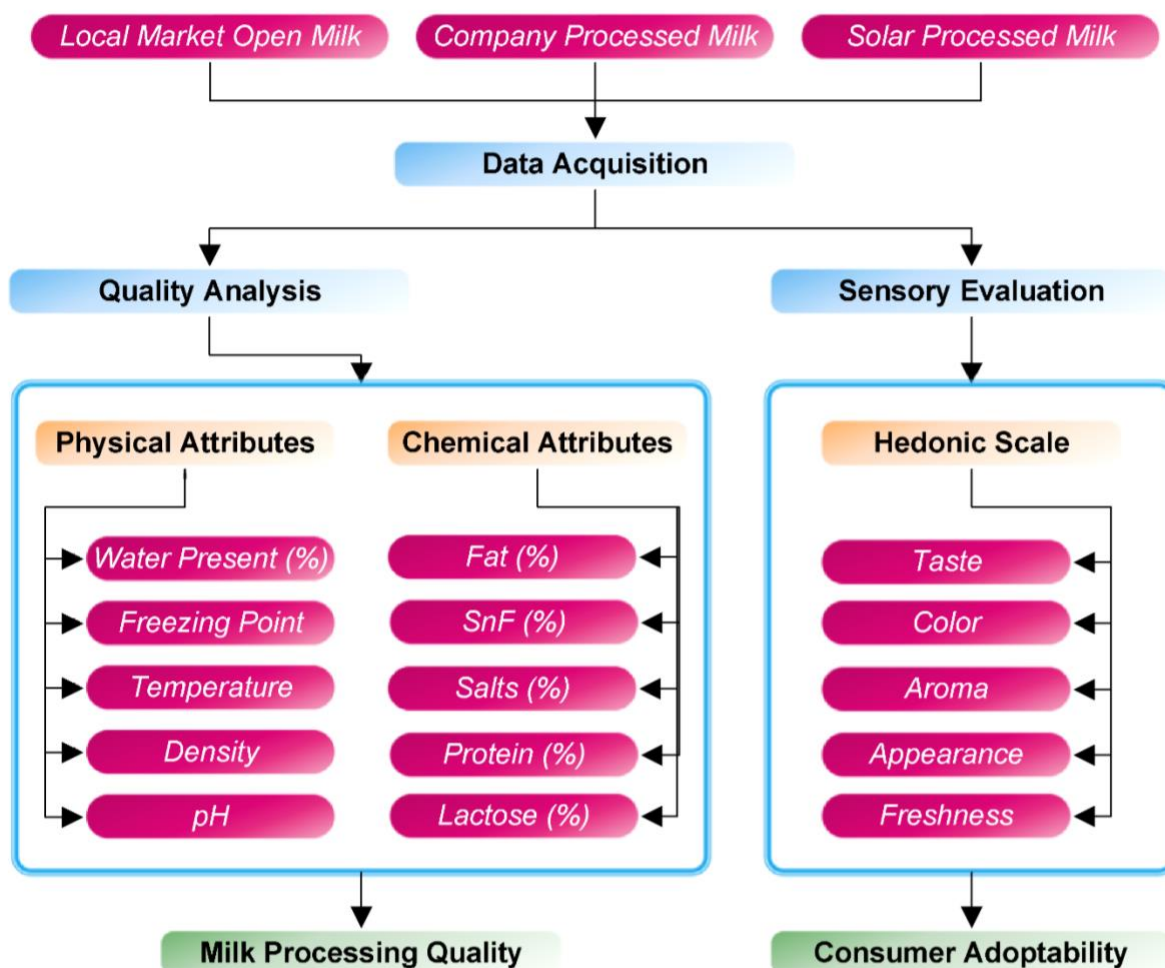 Local Market Open Milk
Company Processed Milk
Solar Processed Milk
Data Acquisition
Quality Analysis
Sensory Evaluation
Physical Attributes
Chemical Attributes
Hedonic Scale
Water Present (%)
Fat (%)
Taste
Freezing Point
SnF (%)
Color
Temperature
Salts (%)
Aroma
Density
Protein (%)
Appearance
pH
Lactose (%)
Freshness
Milk Processing Quality
Consumer Adoptability